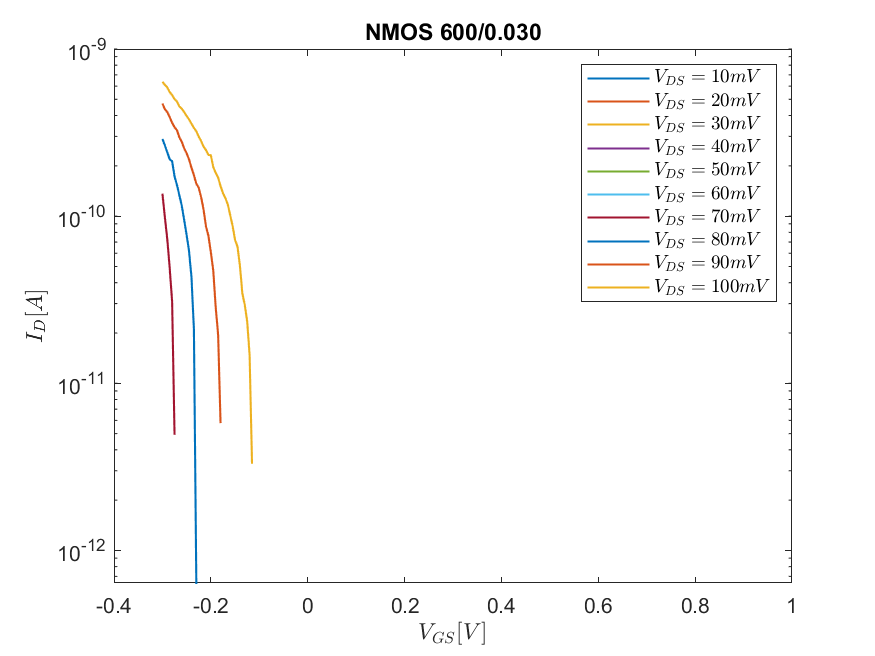 NMOS 600/0.030
10^-9
10^-10
10^-11
10^-12
I_D[A]
V_DS = 10mV
V_DS = 20mV
V_DS = 30mV
V_DS = 40mV
V_DS = 50mV
V_DS = 60mV
V_DS = 70mV
V_DS = 80mV
V_DS = 90mV
V_DS = 100mV
-0.4 -0.2 0 0.2 0.4 0.6 0.8 1
V_GS[V]